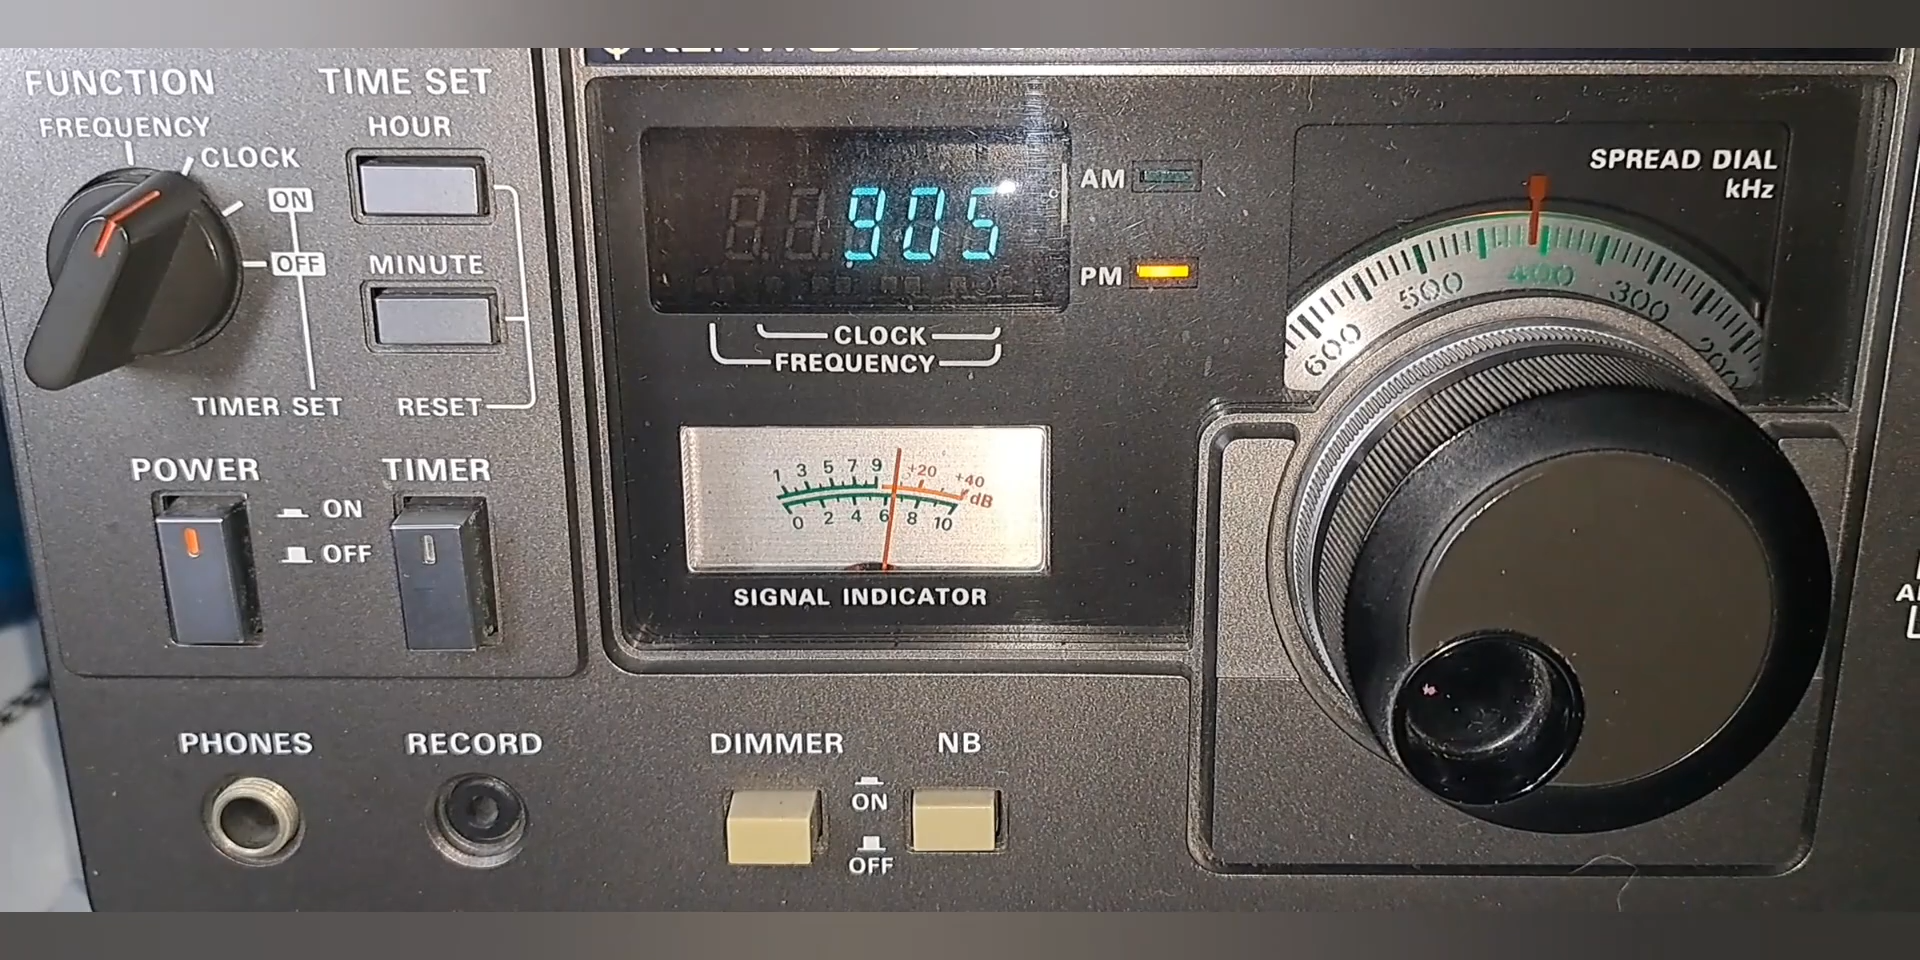 FUNCTION
FREQUENCY
CLOCK
ON
OFF
TIMER SET
TIME SET
HOUR
MINUTE
RESET
POWER
TIMER
ON
OFF
PHONES
RECORD
905
AM
PM
CLOCK
FREQUENCY
1 3 5 7 9 +20 +40
dB
0 2 4 6 8 10
SIGNAL INDICATOR
DIMMER
NB
ON
OFF
SPREAD DIAL
kHz
600 500 400 300 200